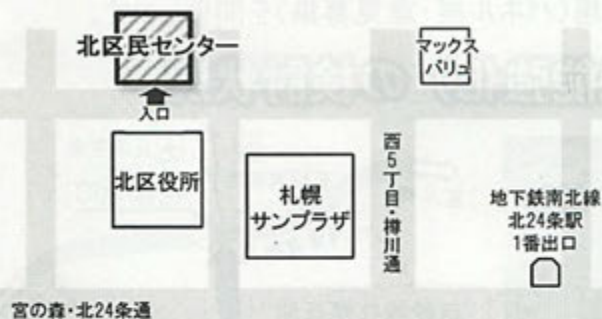 北区民センター
マックス
バリュ
入口
北区役所
札幌
サンプラザ
西5丁目・樽川通
地下鉄南北線
北24条駅
1番出口
宮の森・北24条通